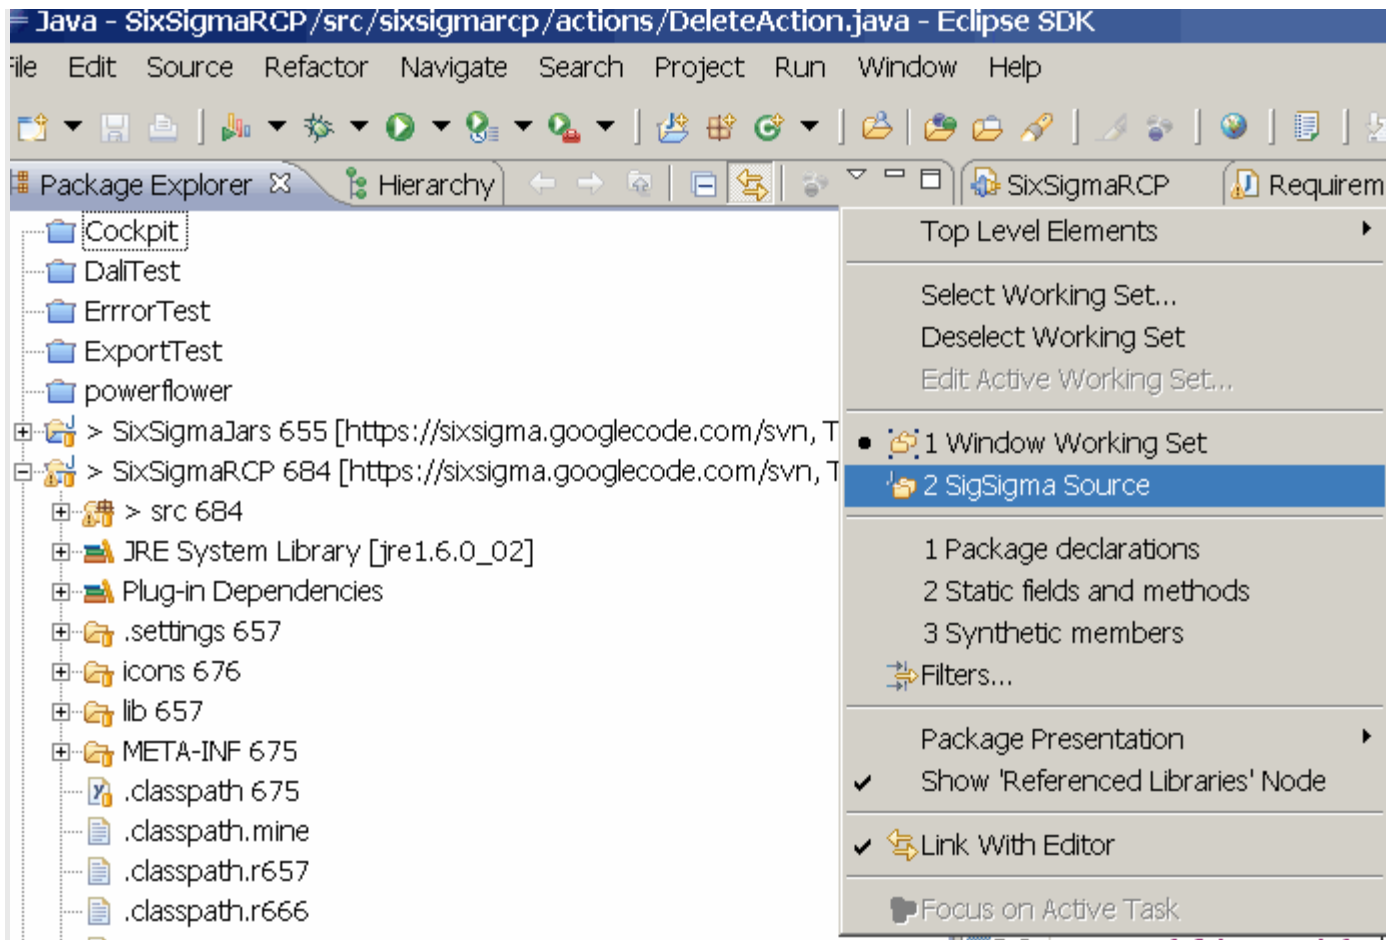 Java - SixSigmaRCP/src/sixsigmarcp/actions/DeleteAction.java - Eclipse SDK
File Edit Source Refactor Navigate Search Project Run Window Help
Package Explorer Hierarchy SixSigmaRCP Requirem
Cockpit
DaliTest
ErrrorTest
ExportTest
powerflower
> SixSigmaJars 655 [https://sixsigma.googlecode.com/svn, T
> SixSigmaRCP 684 [https://sixsigma.googlecode.com/svn, T
> src 684
JRE System Library [jre1.6.0_02]
Plug-in Dependencies
.settings 657
icons 676
lib 657
META-INF 675
.classpath 675
.classpath.mine
.classpath.r657
.classpath.r666
Top Level Elements
Select Working Set...
Deselect Working Set
Edit Active Working Set...
1 Window Working Set
2 SigSigma Source
1 Package declarations
2 Static fields and methods
3 Synthetic members
Filters...
Package Presentation
Show 'Referenced Libraries' Node
Link With Editor
Focus on Active Task